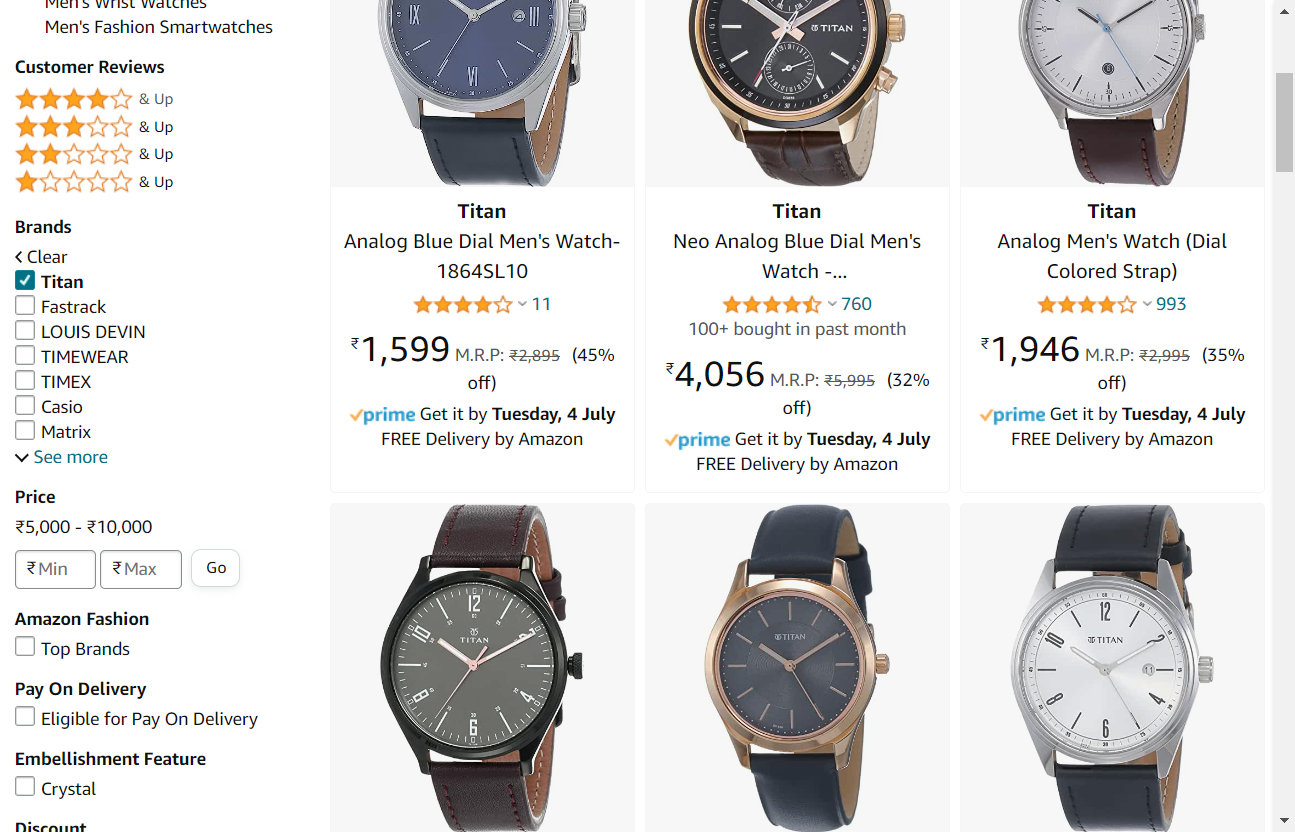 Men's Wrist Watches
Men's Fashion Smartwatches
Customer Reviews
& Up
& Up
& Up
& Up
Brands
Clear
Titan
Fastrack
LOUIS DEVIN
TIMEWEAR
TIMEX
Casio
Matrix
See more
Price
₹5,000 - ₹10,000
₹ Min
₹ Max
Go
Amazon Fashion
Top Brands
Pay On Delivery
Eligible for Pay On Delivery
Embellishment Feature
Crystal
Discount
IX
III
VI
Titan
Analog Blue Dial Men's Watch-
1864SL10
11
₹1,599 M.R.P: ₹2,895 (45%
off)
prime Get it by Tuesday, 4 July
FREE Delivery by Amazon
TITAN
Titan
Neo Analog Blue Dial Men's
Watch -...
760
100+ bought in past month
₹4,056 M.R.P: ₹5,995 (32%
off)
prime Get it by Tuesday, 4 July
FREE Delivery by Amazon
6
30
Titan
Analog Men's Watch (Dial
Colored Strap)
993
₹1,946 M.R.P: ₹2,995 (35%
off)
prime Get it by Tuesday, 4 July
FREE Delivery by Amazon
12
10
2
TITAN
8
4
6
TITAN
12
10
2
TITAN
11
8
4
6